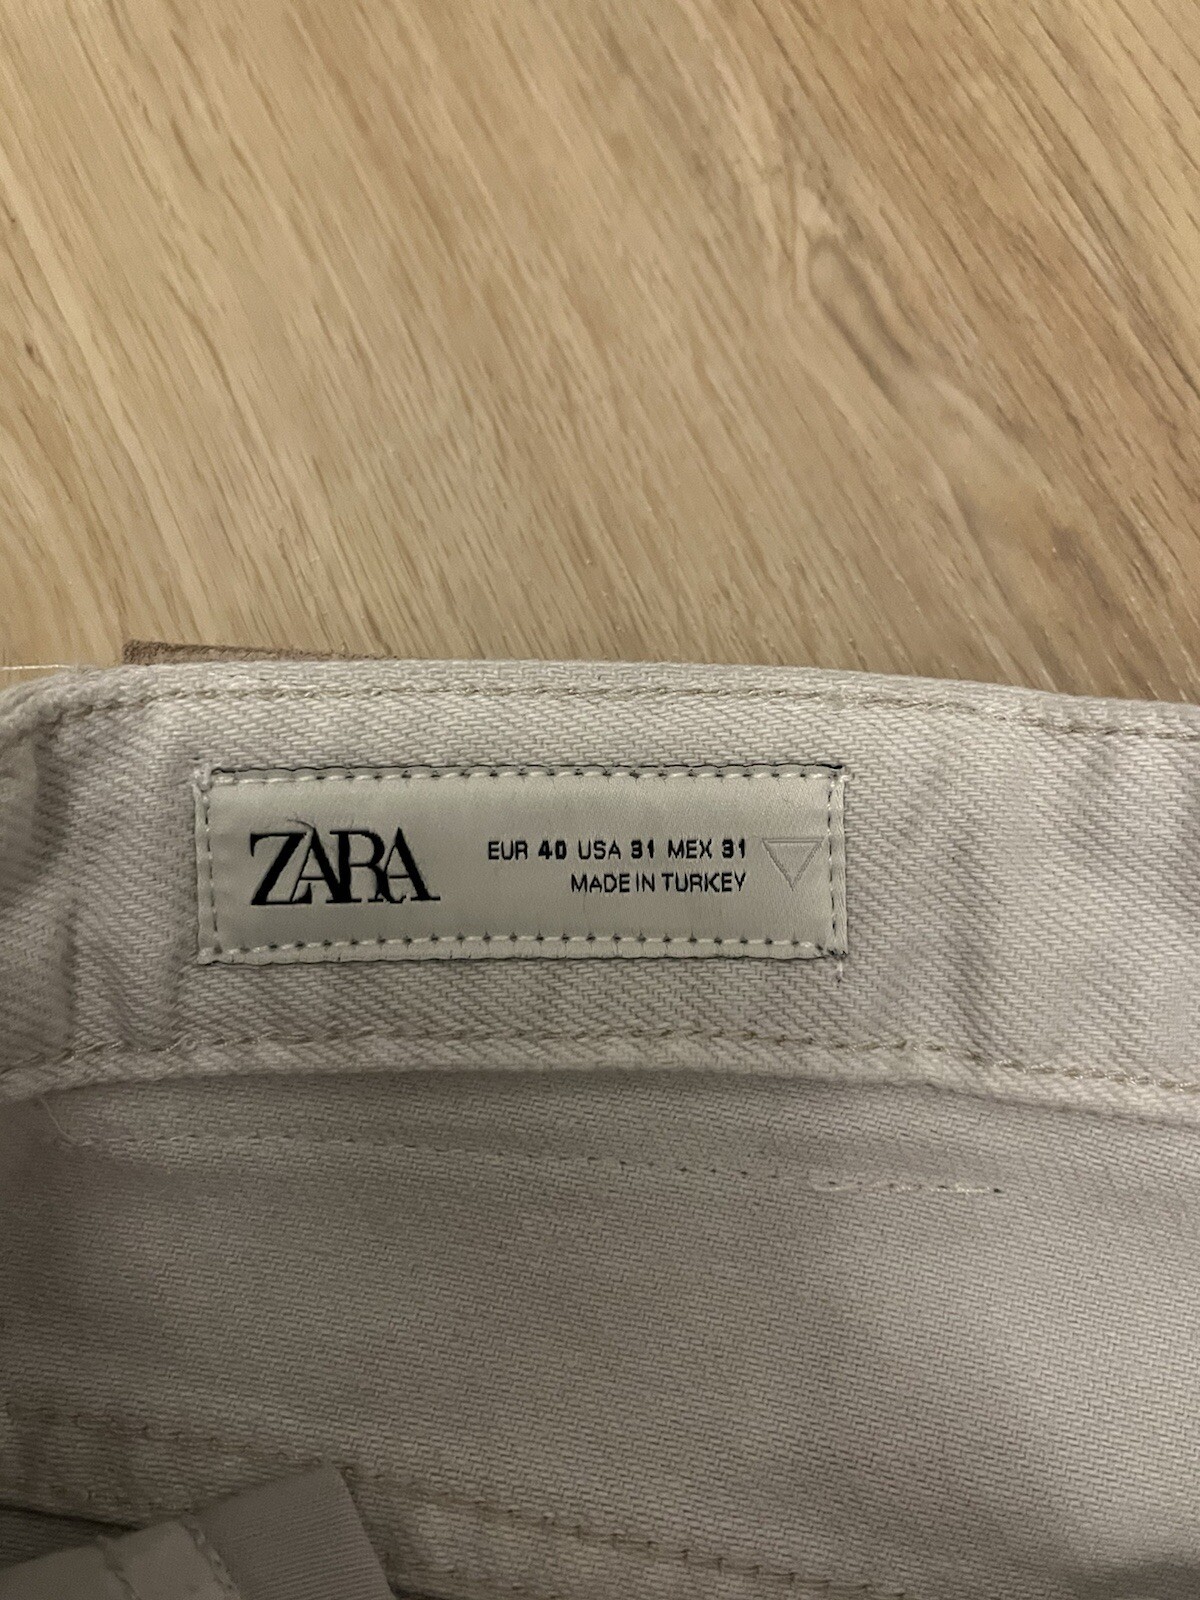 ZARA
EUR 40 USA 31 MEX 31
MADE IN TURKEY